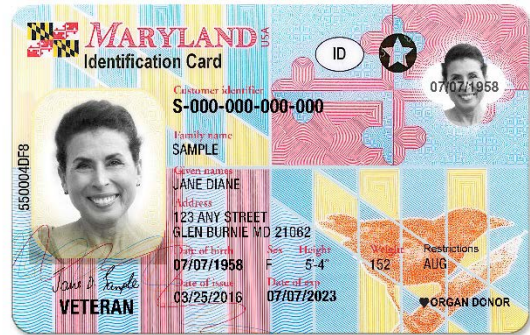 MARYLAND USA
Identification Card
ID
Customer identifier
S-000-000-000-000
07/07/1958
Family name
SAMPLE
Given names
JANE DIANE
Address
123 ANY STREET
GLEN BURNIE MD 21062
Date of birth Sex Height Weight Restrictions
07/07/1958 F 5'-4" 152 AUG
Date of issue Date of exp
03/25/2016 07/07/2023
550004DF8
Jane D. Sample
VETERAN
ORGAN DONOR